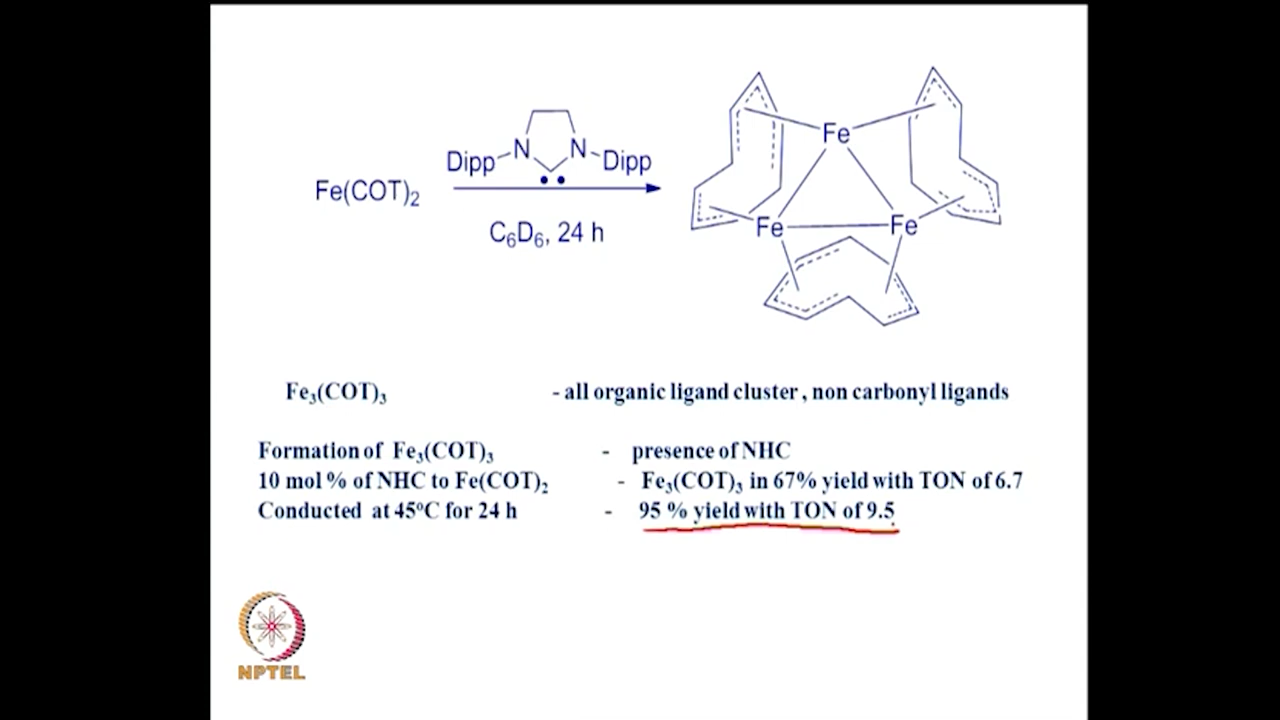 Fe
N N
Dipp Dipp
Fe(COT)₂
C₆D₆, 24 h
Fe Fe
Fe₃(COT)₃ - all organic ligand cluster , non carbonyl ligands
Formation of Fe₃(COT)₃ - presence of NHC
10 mol % of NHC to Fe(COT)₂ - Fe₃(COT)₃ in 67% yield with TON of 6.7
Conducted at 45ºC for 24 h - 95 % yield with TON of 9.5
NPTEL